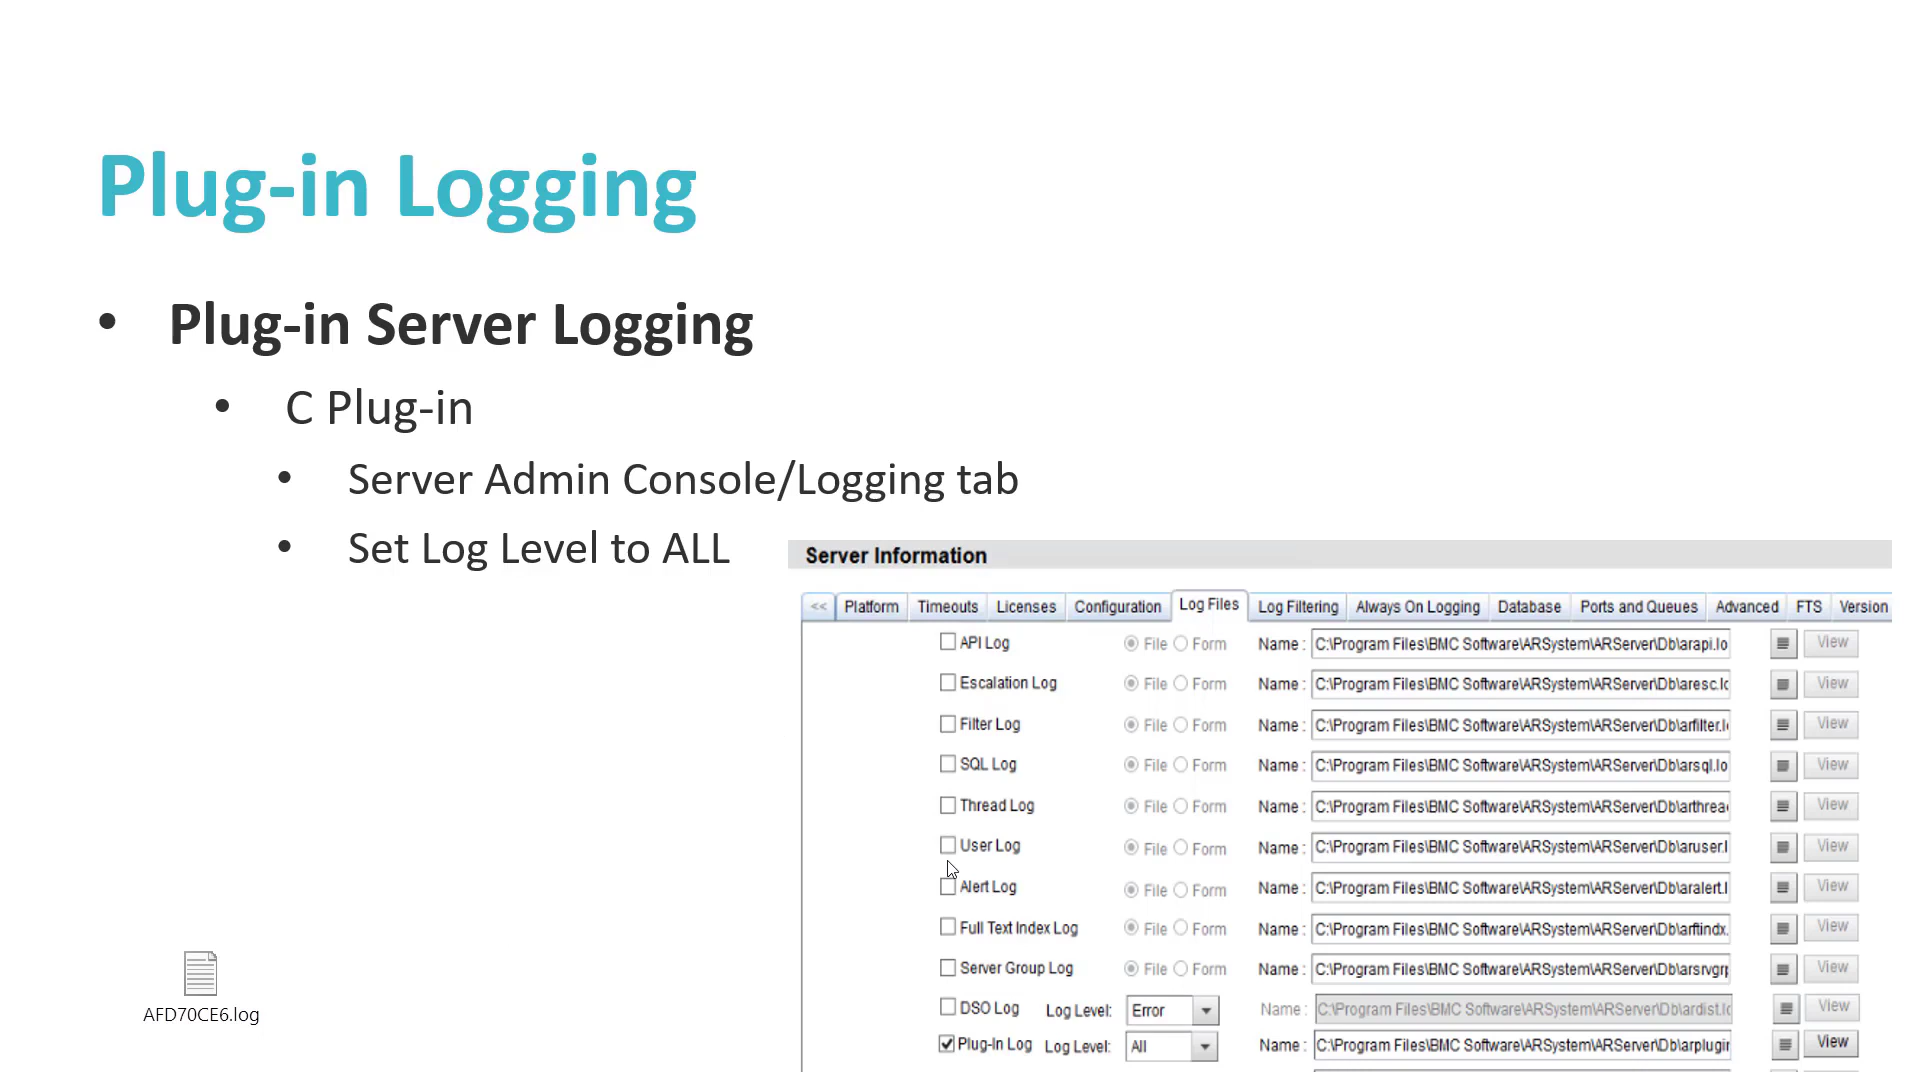 Plug-in Logging
• Plug-in Server Logging
• C Plug-in
• Server Admin Console/Logging tab
• Set Log Level to ALL
Server Information
<< Platform Timeouts Licenses Configuration Log Files Log Filtering Always On Logging Database Ports and Queues Advanced FTS Version
API Log File Form Name : C:\Program Files\BMC Software\ARSystem\ARServer\Db\arapi.lo View
Escalation Log File Form Name : C:\Program Files\BMC Software\ARSystem\ARServer\Db\aresc.lo View
Filter Log File Form Name : C:\Program Files\BMC Software\ARSystem\ARServer\Db\arfilter.l View
SQL Log File Form Name : C:\Program Files\BMC Software\ARSystem\ARServer\Db\arsql.lo View
Thread Log File Form Name : C:\Program Files\BMC Software\ARSystem\ARServer\Db\arthrea View
User Log File Form Name : C:\Program Files\BMC Software\ARSystem\ARServer\Db\aruser.l View
Alert Log File Form Name : C:\Program Files\BMC Software\ARSystem\ARServer\Db\aralert.l View
Full Text Index Log File Form Name : C:\Program Files\BMC Software\ARSystem\ARServer\Db\arftindx. View
Server Group Log File Form Name : C:\Program Files\BMC Software\ARSystem\ARServer\Db\arsrvgrp View
DSO Log Log Level: Error Name : C:\Program Files\BMC Software\ARSystem\ARServer\Db\ardist.lo View
Plug-In Log Log Level: All Name : C:\Program Files\BMC Software\ARSystem\ARServer\Db\arplugin View
AFD70CE6.log